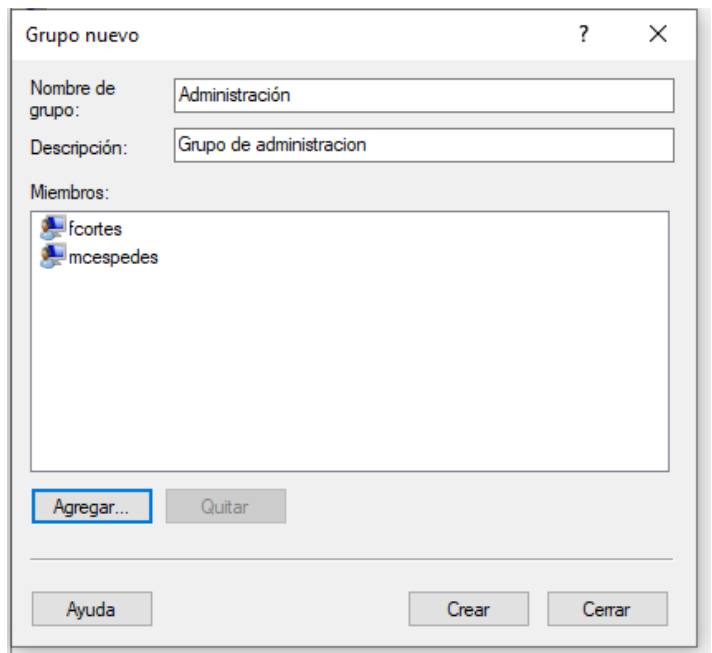 Grupo nuevo ?
Nombre de
grupo:
Administración
Descripción:
Grupo de administracion
Miembros:
fcortes
mcespedes
Agregar...
Quitar
Ayuda
Crear
Cerrar